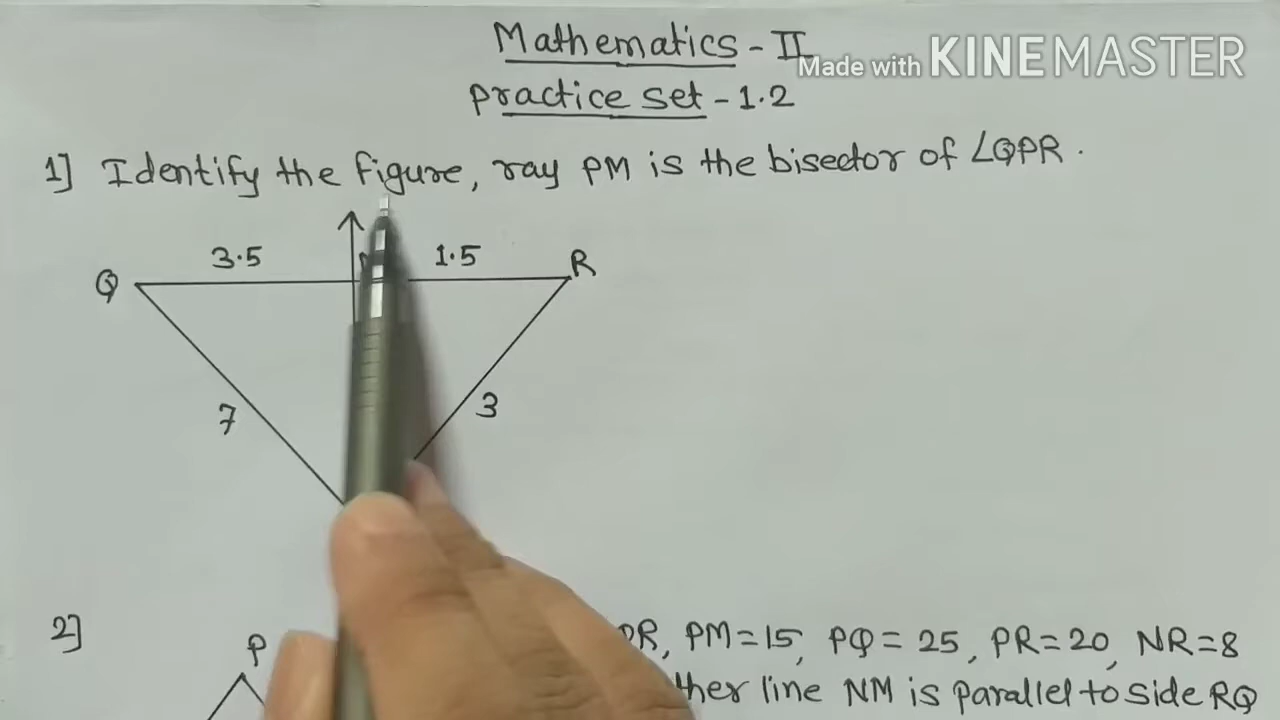 Mathematics - II
Made with KINEMASTER
practice set - 1.2
1] Identify the figure, ray PM is the bisector of ∠QPR.
3.5
1.5
Q
R
7
3
2]
P
PM=15, PQ = 25, PR=20, NR=8
line NM is parallel to side RQ